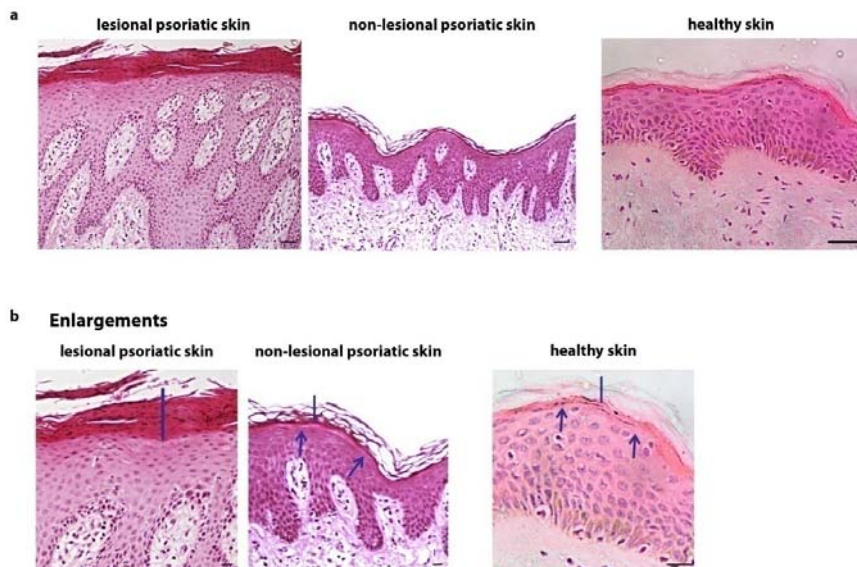 a
lesional psoriatic skin
non-lesional psoriatic skin
healthy skin
b
Enlargements
lesional psoriatic skin
non-lesional psoriatic skin
healthy skin